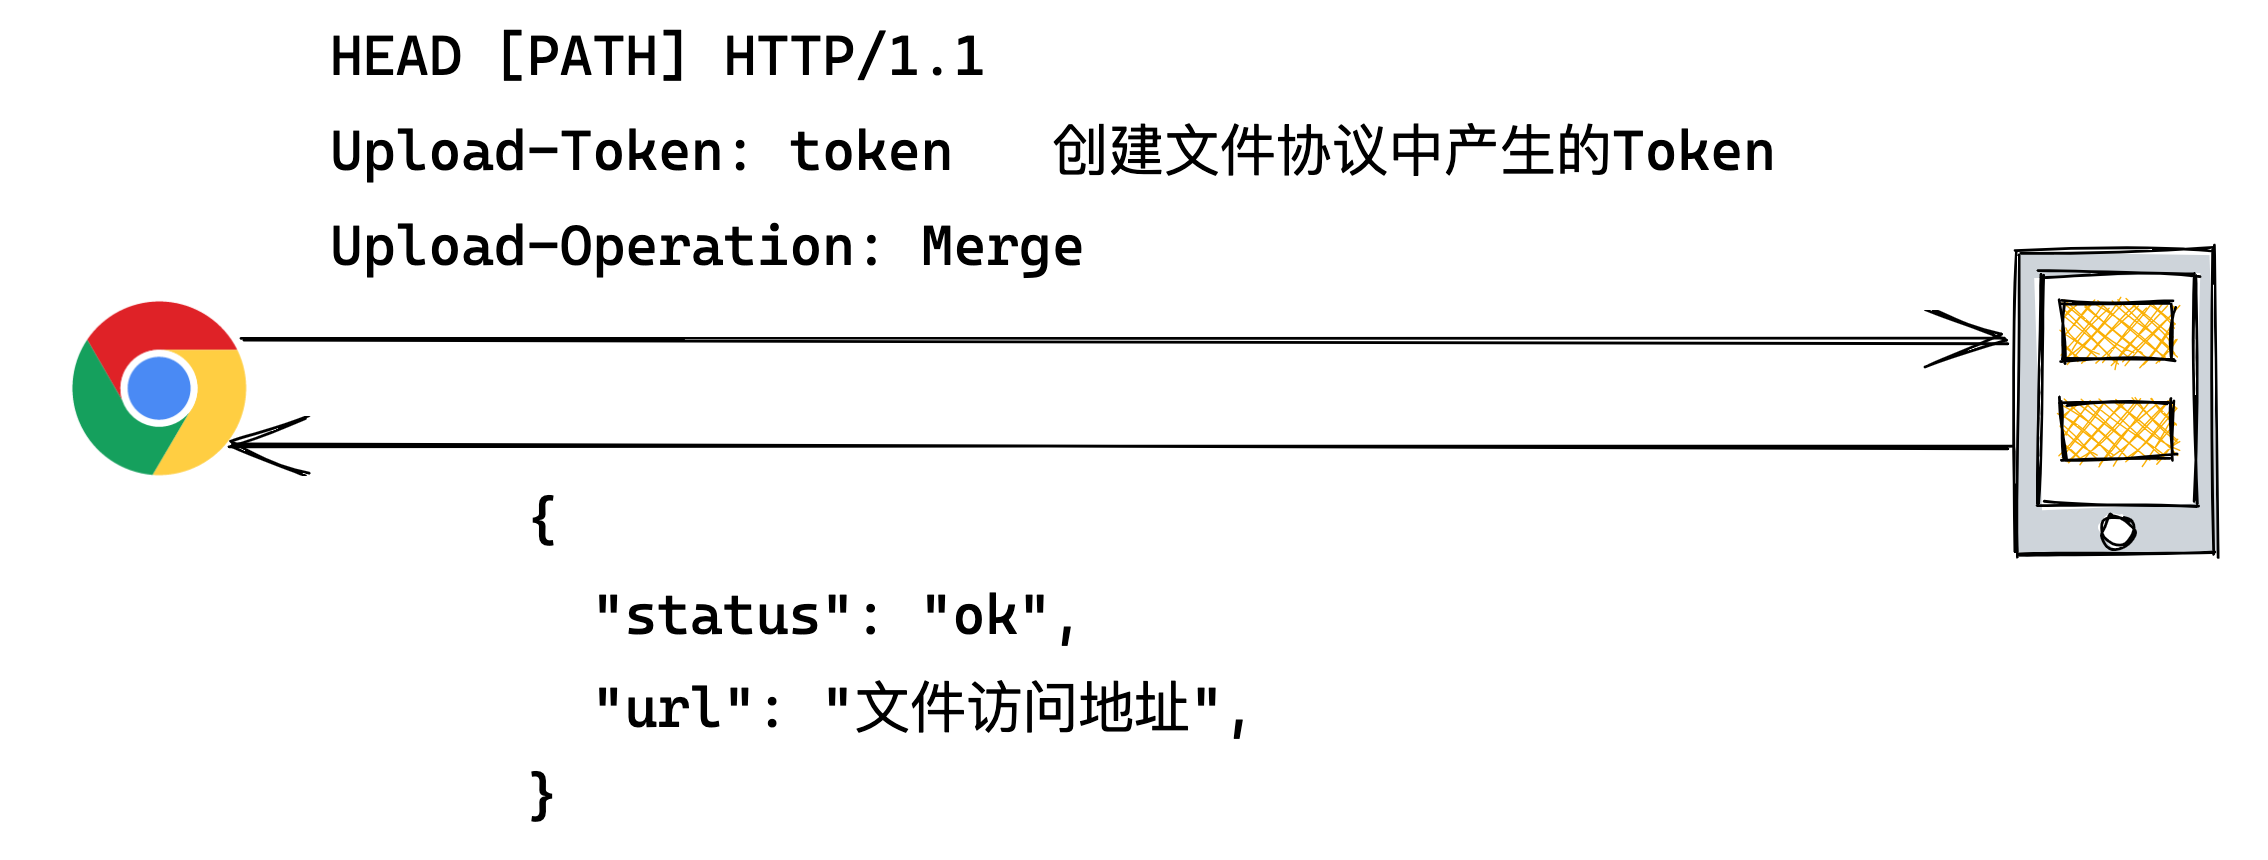 HEAD [PATH] HTTP/1.1
Upload-Token: token 创建文件协议中产生的Token
Upload-Operation: Merge
{
"status": "ok",
"url": "文件访问地址",
}